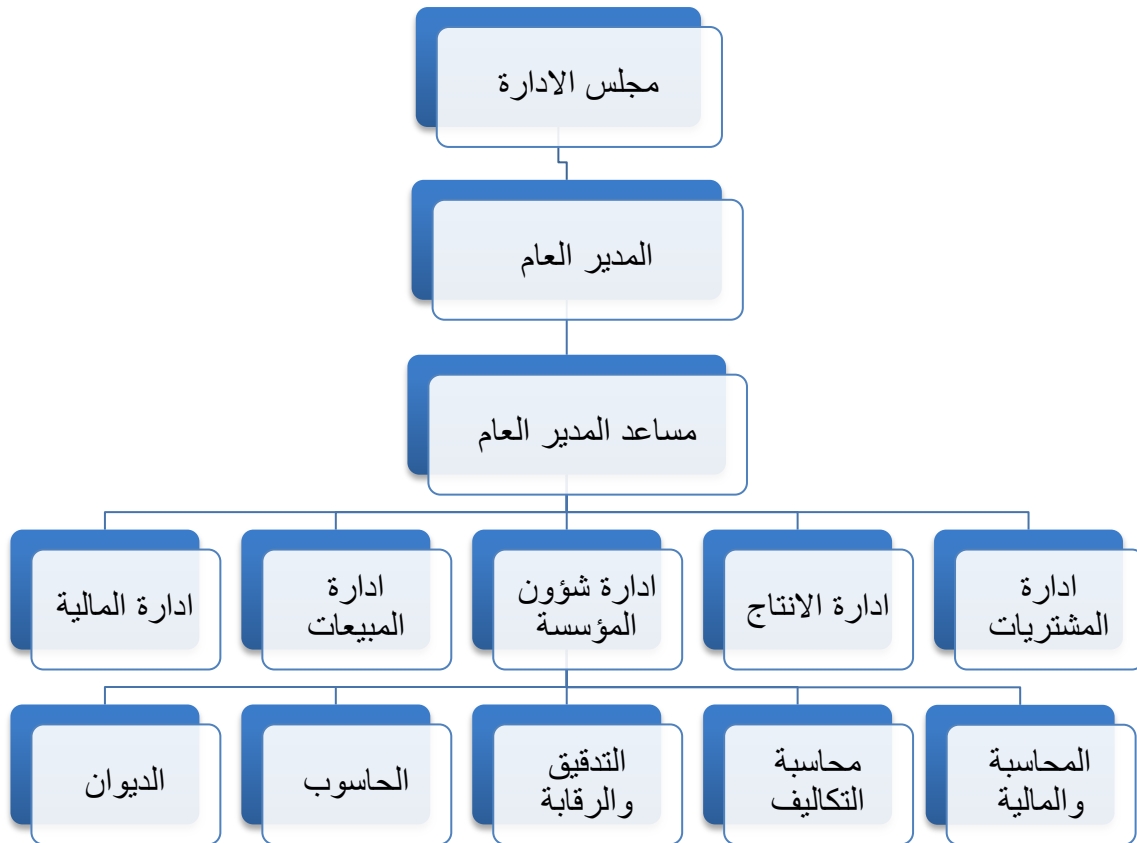 مجلس الادارة
المدير العام
مساعد المدير العام
ادارة
المشتريات
ادارة الانتاج
ادارة شؤون
المؤسسة
ادارة
المبيعات
ادارة المالية
المحاسبة
والمالية
محاسبة
التكاليف
التدقيق
والرقابة
الحاسوب
الديوان